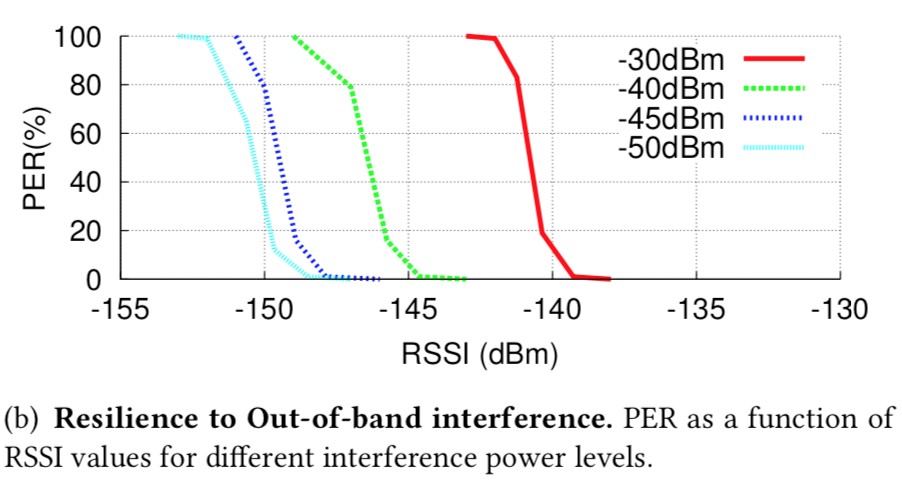 100
80
60
40
20
0
PER(%)
-30dBm
-40dBm
-45dBm
-50dBm
-155 -150 -145 -140 -135 -130
RSSI (dBm)
(b) Resilience to Out-of-band interference. PER as a function of
RSSI values for different interference power levels.